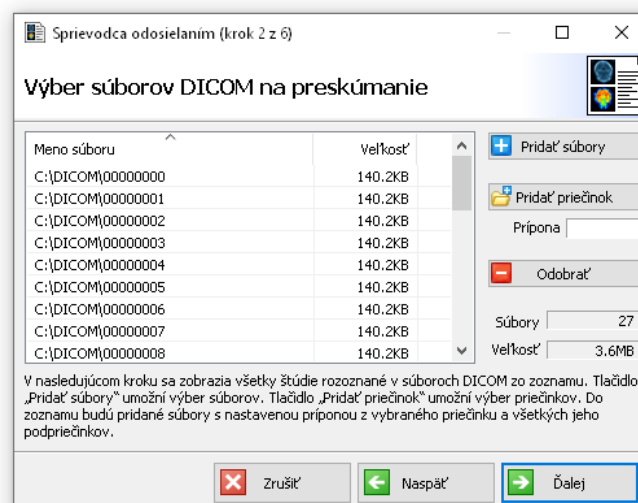 Sprievodca odosielaním (krok 2 z 6)
Výber súborov DICOM na preskúmanie
Meno súboru Veľkosť
C:\DICOM\00000000 140.2KB
C:\DICOM\00000001 140.2KB
C:\DICOM\00000002 140.2KB
C:\DICOM\00000003 140.2KB
C:\DICOM\00000004 140.2KB
C:\DICOM\00000005 140.2KB
C:\DICOM\00000006 140.2KB
C:\DICOM\00000007 140.2KB
C:\DICOM\00000008 140.2KB
Pridať súbory
Pridať priečinok
Prípona
Odobrať
Súbory 27
Veľkosť 3.6MB
V nasledujúcom kroku sa zobrazia všetky štúdie rozoznané v súboroch DICOM zo zoznamu. Tlačidlo
„Pridať súbory“ umožní výber súborov. Tlačidlo „Pridať priečinok“ umožní výber priečinkov. Do
zoznamu budú pridané súbory s nastavenou príponou z vybraného priečinku a všetkých jeho
podpriečinkov.
Zrušiť Naspäť Ďalej